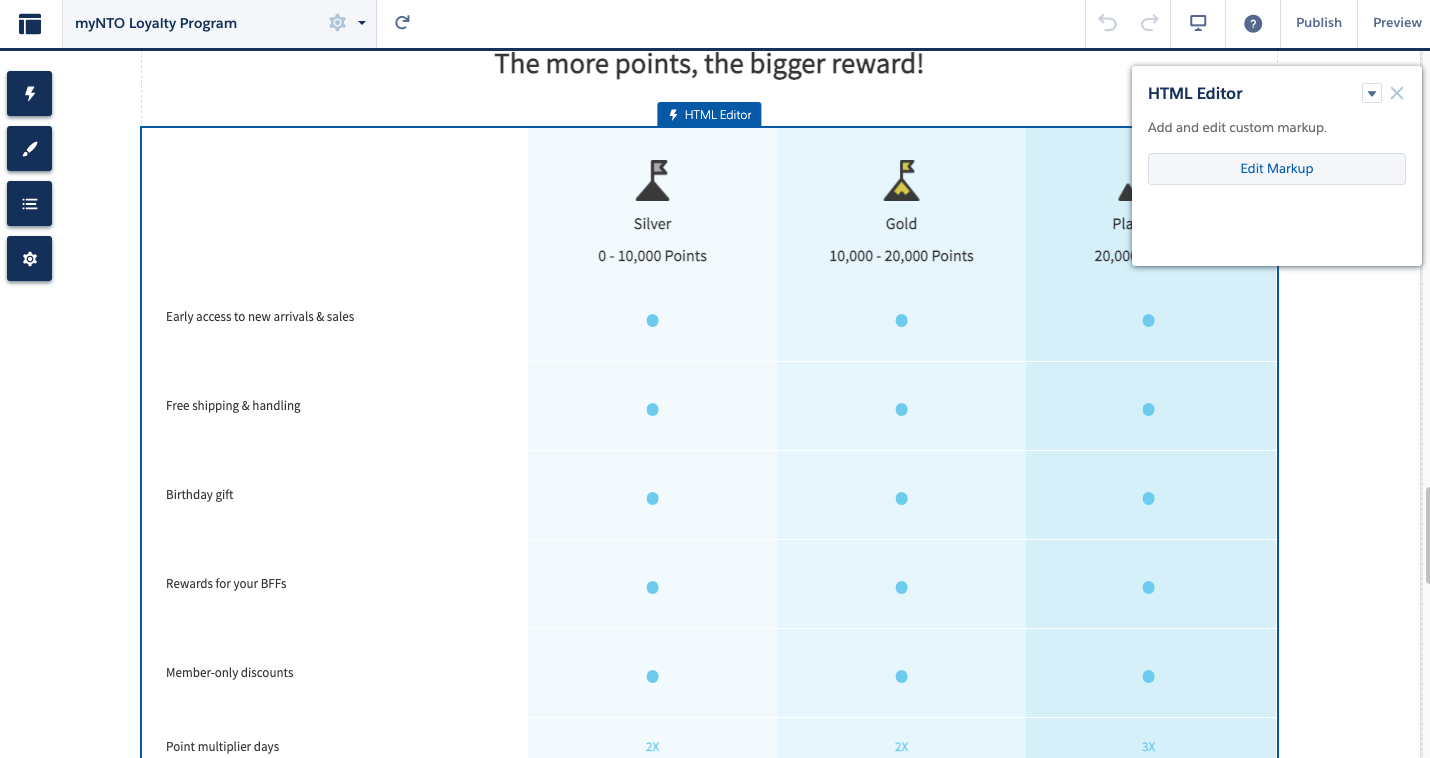 myNTO Loyalty Program
Publish
Preview
The more points, the bigger reward!
HTML Editor
HTML Editor
Add and edit custom markup.
Edit Markup
Silver
Gold
Pla
0 - 10,000 Points
10,000 - 20,000 Points
20,00
Early access to new arrivals & sales
Free shipping & handling
Birthday gift
Rewards for your BFFs
Member-only discounts
Point multiplier days
2X
2X
3X